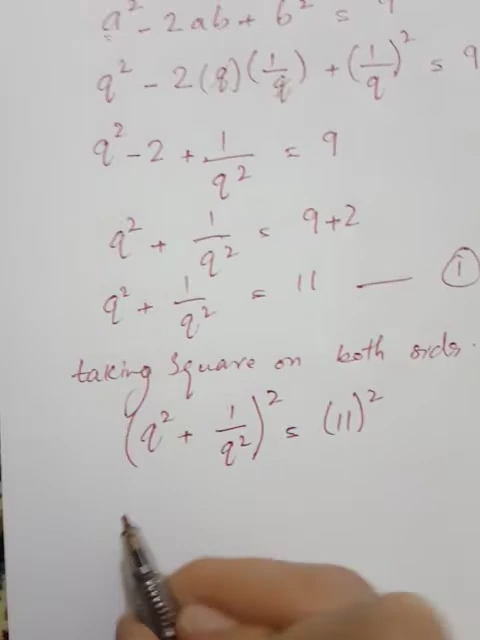 a² - 2ab + b² = 9
q² - 2(q)(1/q) + (1/q)² = 9
q² - 2 + 1/q² = 9
q² + 1/q² = 9+2
q² + 1/q² = 11 — ①
taking Square on both sids.
(q² + 1/q²)² = (11)²